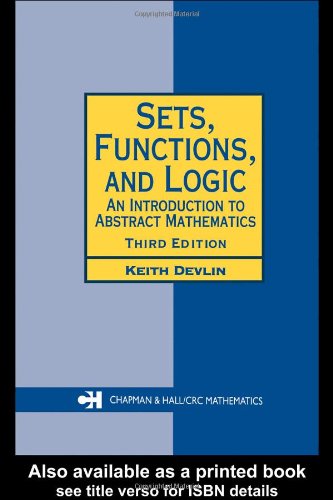 SETS,
FUNCTIONS,
AND LOGIC
AN INTRODUCTION TO
ABSTRACT MATHEMATICS
THIRD EDITION
KEITH DEVLIN
CH CHAPMAN & HALL/CRC MATHEMATICS
Also available as a printed book
see title verso for ISBN details